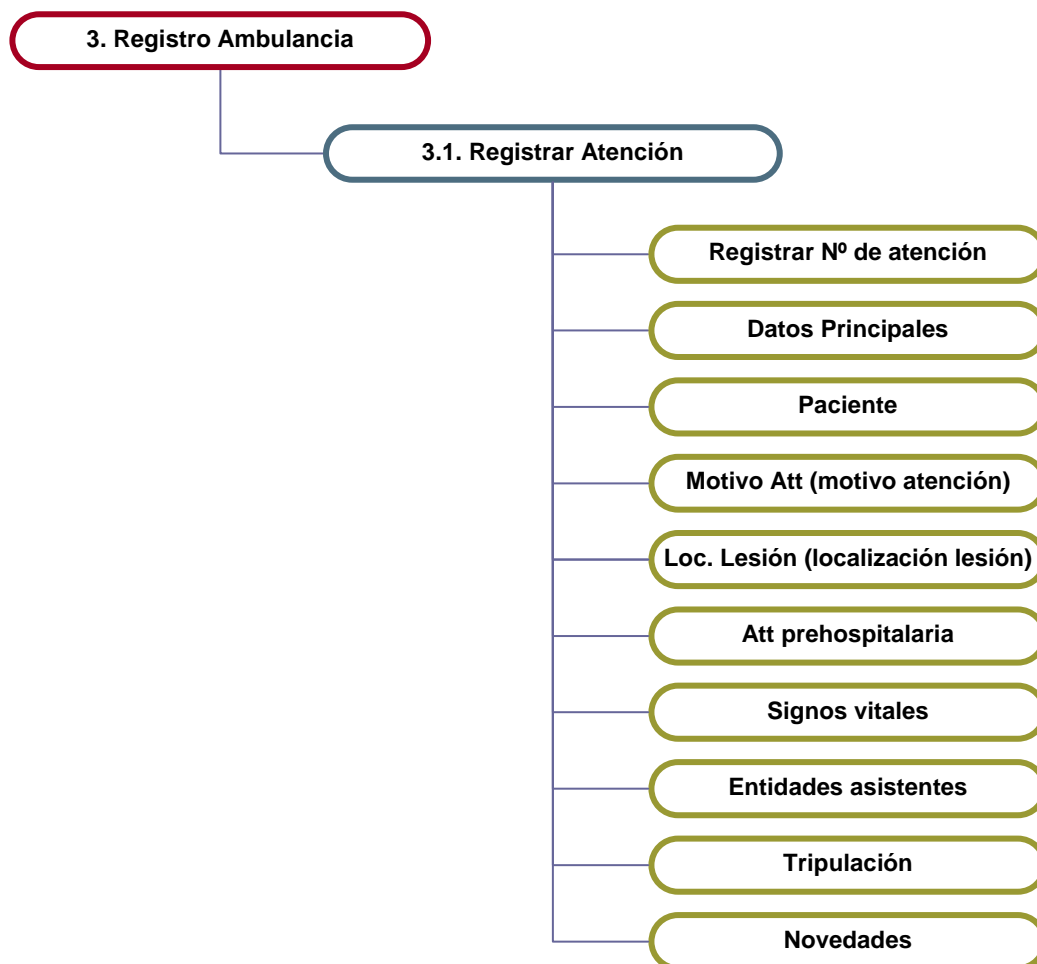 3. Registro Ambulancia
3.1. Registrar Atención
Registrar Nº de atención
Datos Principales
Paciente
Motivo Att (motivo atención)
Loc. Lesión (localización lesión)
Att prehospitalaria
Signos vitales
Entidades asistentes
Tripulación
Novedades